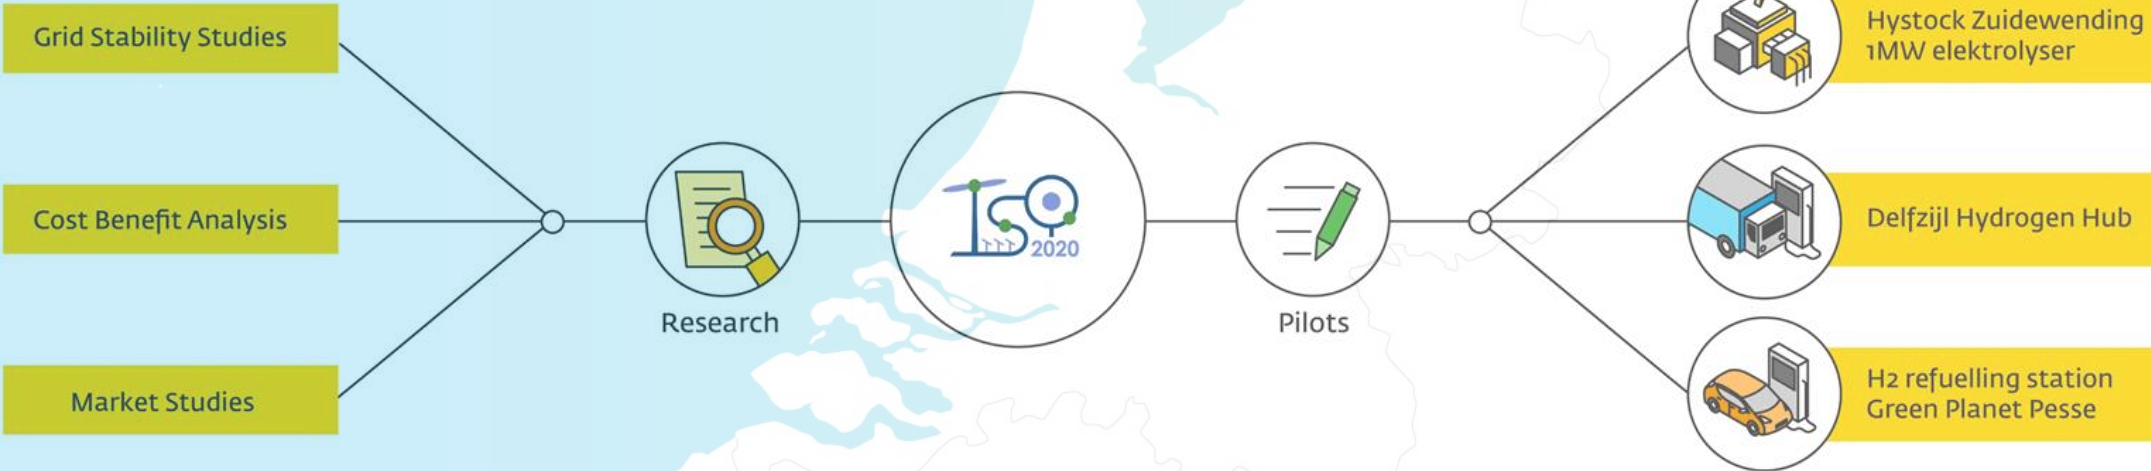 Grid Stability Studies
Cost Benefit Analysis
Market Studies
Research
TSO
2020
Pilots
Hystock Zuidewending
1MW elektrolyser
Delfzijl Hydrogen Hub
H2 refuelling station
Green Planet Pesse